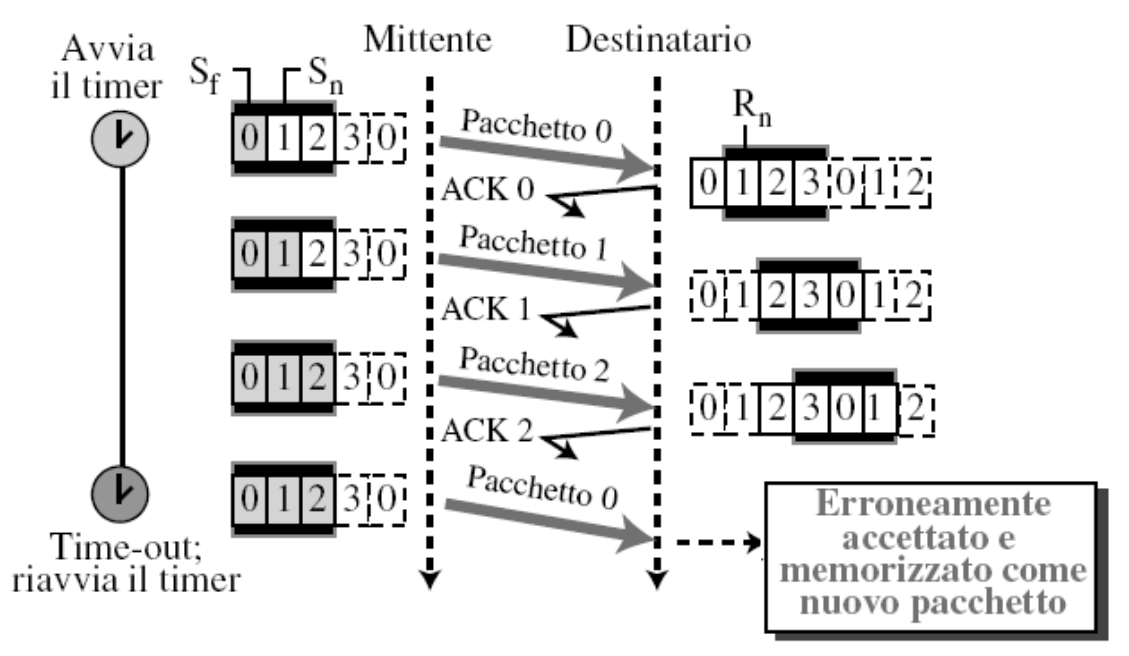 Mittente
Destinatario
Avvia
il timer
Sf
Sn
0 1 2 3 0
Pacchetto 0
Rn
0 1 2 3 0 1 2
ACK 0
0 1 2 3 0
Pacchetto 1
0 1 2 3 0 1 2
ACK 1
0 1 2 3 0
Pacchetto 2
0 1 2 3 0 1 2
ACK 2
0 1 2 3 0
Pacchetto 0
Time-out;
riavvia il timer
Erroneamente
accettato e
memorizzato come
nuovo pacchetto